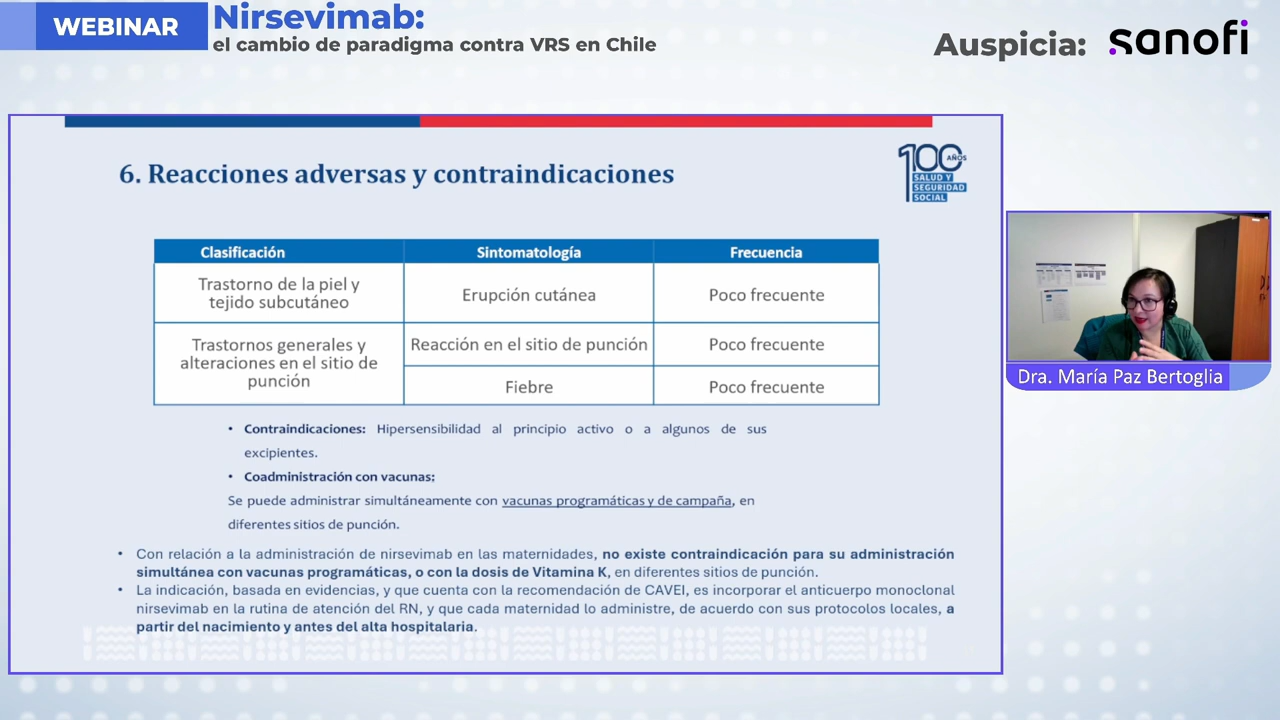 WEBINAR
Nirsevimab:
el cambio de paradigma contra VRS en Chile
Auspicia: sanofi
6. Reacciones adversas y contraindicaciones
100 AÑOS
SALUD Y
SEGURIDAD
SOCIAL
Clasificación Sintomatología Frecuencia
Trastorno de la piel y
tejido subcutáneo
Erupción cutánea
Poco frecuente
Trastornos generales y
alteraciones en el sitio de
punción
Reacción en el sitio de punción
Poco frecuente
Fiebre
Poco frecuente
• Contraindicaciones: Hipersensibilidad al principio activo o a algunos de sus
excipientes.
• Coadministración con vacunas:
Se puede administrar simultáneamente con vacunas programáticas y de campaña, en
diferentes sitios de punción.
• Con relación a la administración de nirsevimab en las maternidades, no existe contraindicación para su administración
simultánea con vacunas programáticas, o con la dosis de Vitamina K, en diferentes sitios de punción.
• La indicación, basada en evidencias, y que cuenta con la recomendación de CAVEI, es incorporar el anticuerpo monoclonal
nirsevimab en la rutina de atención del RN, y que cada maternidad lo administre, de acuerdo con sus protocolos locales, a
partir del nacimiento y antes del alta hospitalaria.
Dra. María Paz Bertoglia